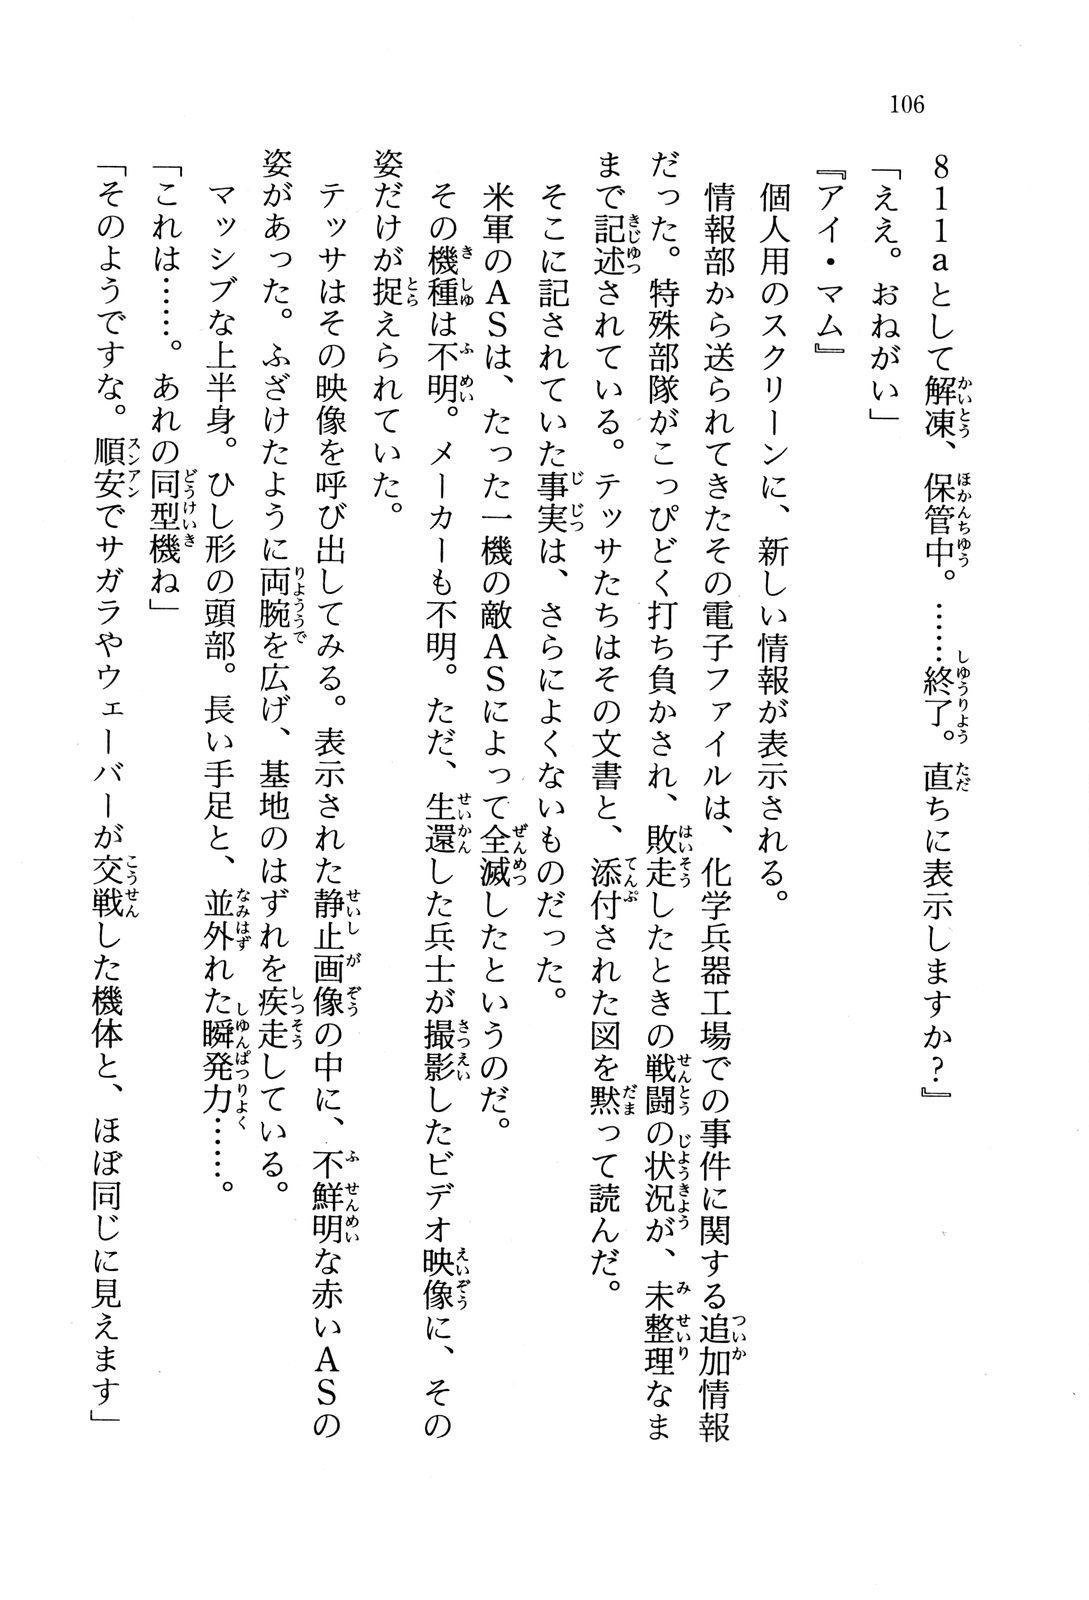 106
811aとして解凍、保管中。……終了。直ちに表示しますか?』
「ええ。おねがい」
『アイ・マム』
個人用のスクリーンに、新しい情報が表示される。
情報部から送られてきたその電子ファイルは、化学兵器工場での事件に関する追加情報
だった。特殊部隊がこっぴどく打ち負かされ、敗走したときの戦闘の状況が、未整理なま
まで記述されている。テッサたちはその文書と、添付された図を黙って読んだ。
そこに記されていた事実は、さらによくないものだった。
米軍のASは、たった一機の敵ASによって全滅したというのだ。
その機種は不明。メーカーも不明。ただ、生還した兵士が撮影したビデオ映像に、その
姿だけが捉えられていた。
テッサはその映像を呼び出してみる。表示された静止画像の中に、不鮮明な赤いASの
姿があった。ふざけたように両腕を広げ、基地のはずれを疾走している。
マッシブな上半身。ひし形の頭部。長い手足と、並外れた瞬発力……。
「これは……。あれの同型機ね」
「そのようですな。順安でサガラやウェーバーが交戦した機体と、ほぼ同じに見えます」